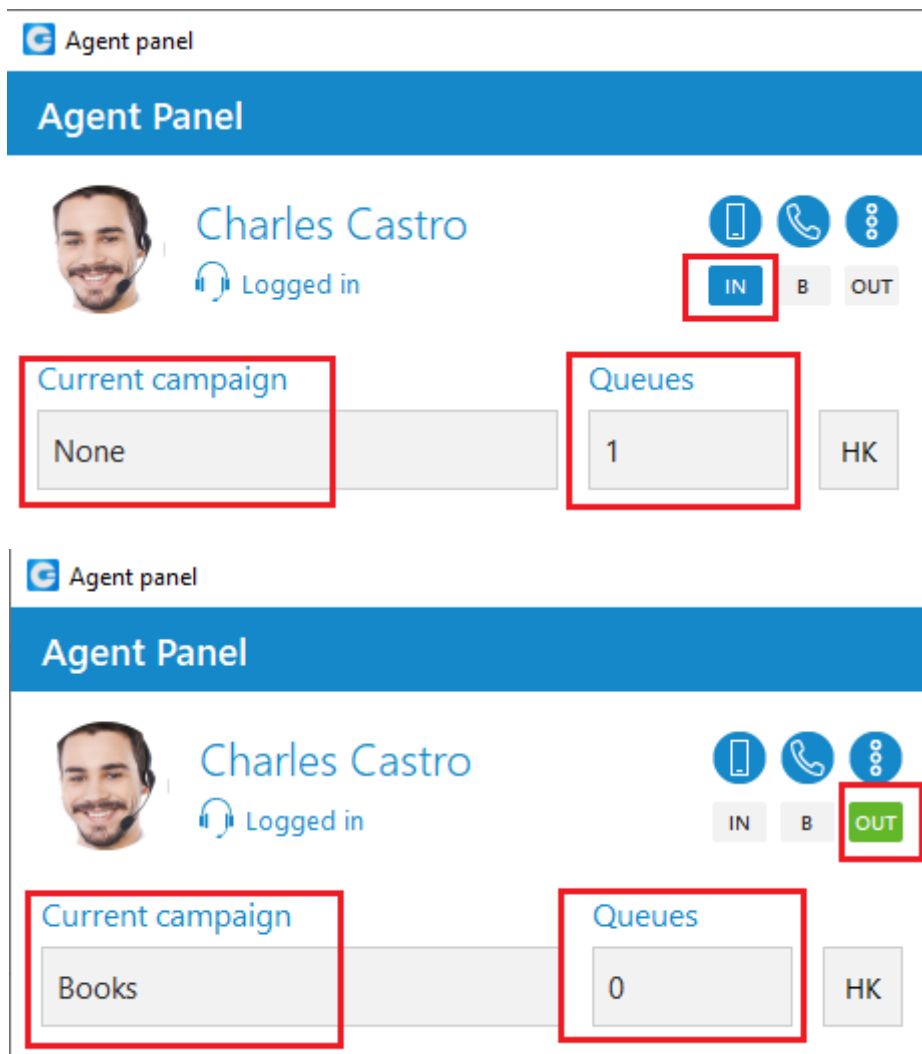 Agent panel
Agent Panel
Charles Castro
Logged in
IN B OUT
Current campaign Queues
None 1 HK
Agent panel
Agent Panel
Charles Castro
Logged in
IN B OUT
Current campaign Queues
Books 0 HK